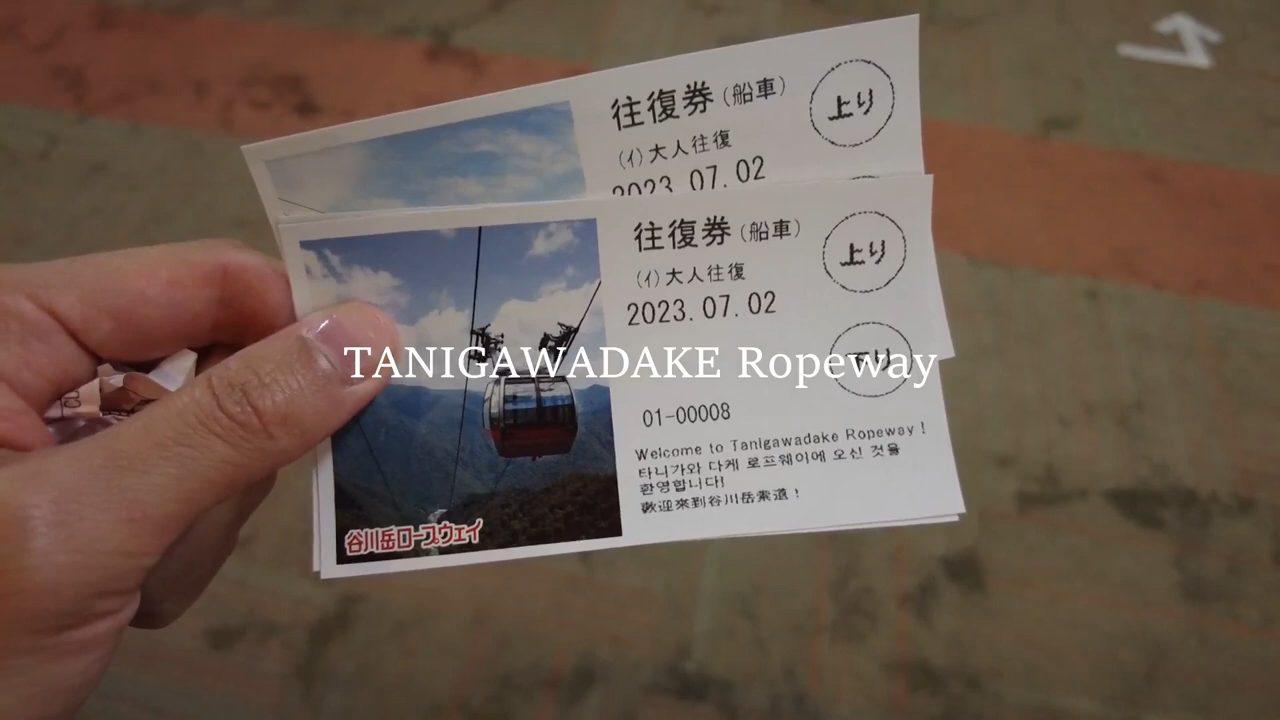 往復券(船車)
上り
(イ)大人往復
2023.07.02
往復券(船車)
上り
(イ)大人往復
2023.07.02
TANIGAWADAKE Ropeway
下り
01-00008
Welcome to Tanigawadake Ropeway!
타니가와 다케 로프웨이에 오신 것을
환영합니다!
歡迎來到谷川岳索道!
谷川岳ロープウェイ